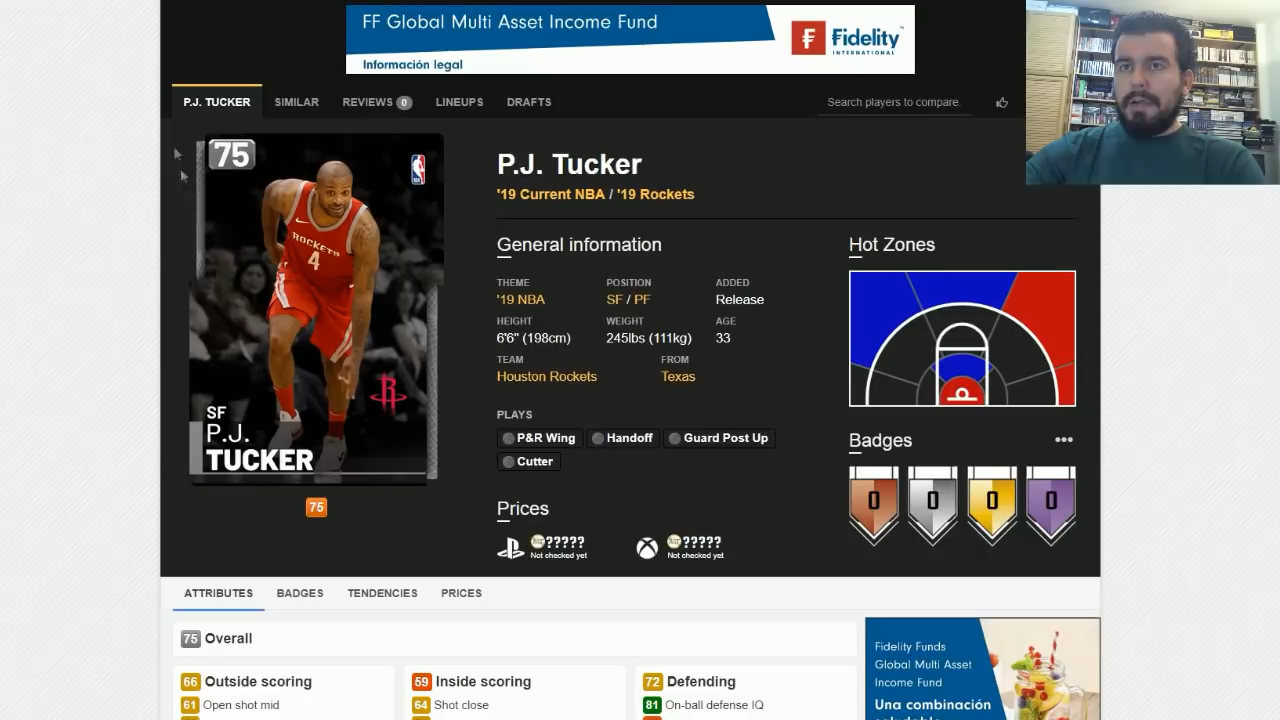 FF Global Multi Asset Income Fund
Información legal
Fidelity
INTERNATIONAL
P.J. TUCKER
SIMILAR
REVIEWS 0
LINEUPS
DRAFTS
Search players to compare.
75
ROCKETS
4
SF
P.J.
TUCKER
75
P.J. Tucker
'19 Current NBA / '19 Rockets
General information
THEME POSITION ADDED
'19 NBA SF / PF Release
HEIGHT WEIGHT AGE
6'6" (198cm) 245lbs (111kg) 33
TEAM FROM
Houston Rockets Texas
PLAYS
P&R Wing Handoff Guard Post Up
Cutter
Prices
????? ?????
Not checked yet Not checked yet
Hot Zones
Badges
0 0 0 0
ATTRIBUTES BADGES TENDENCIES PRICES
75 Overall
66 Outside scoring
61 Open shot mid
59 Inside scoring
64 Shot close
72 Defending
81 On-ball defense IQ
Fidelity Funds
Global Multi Asset
Income Fund
Una combinación